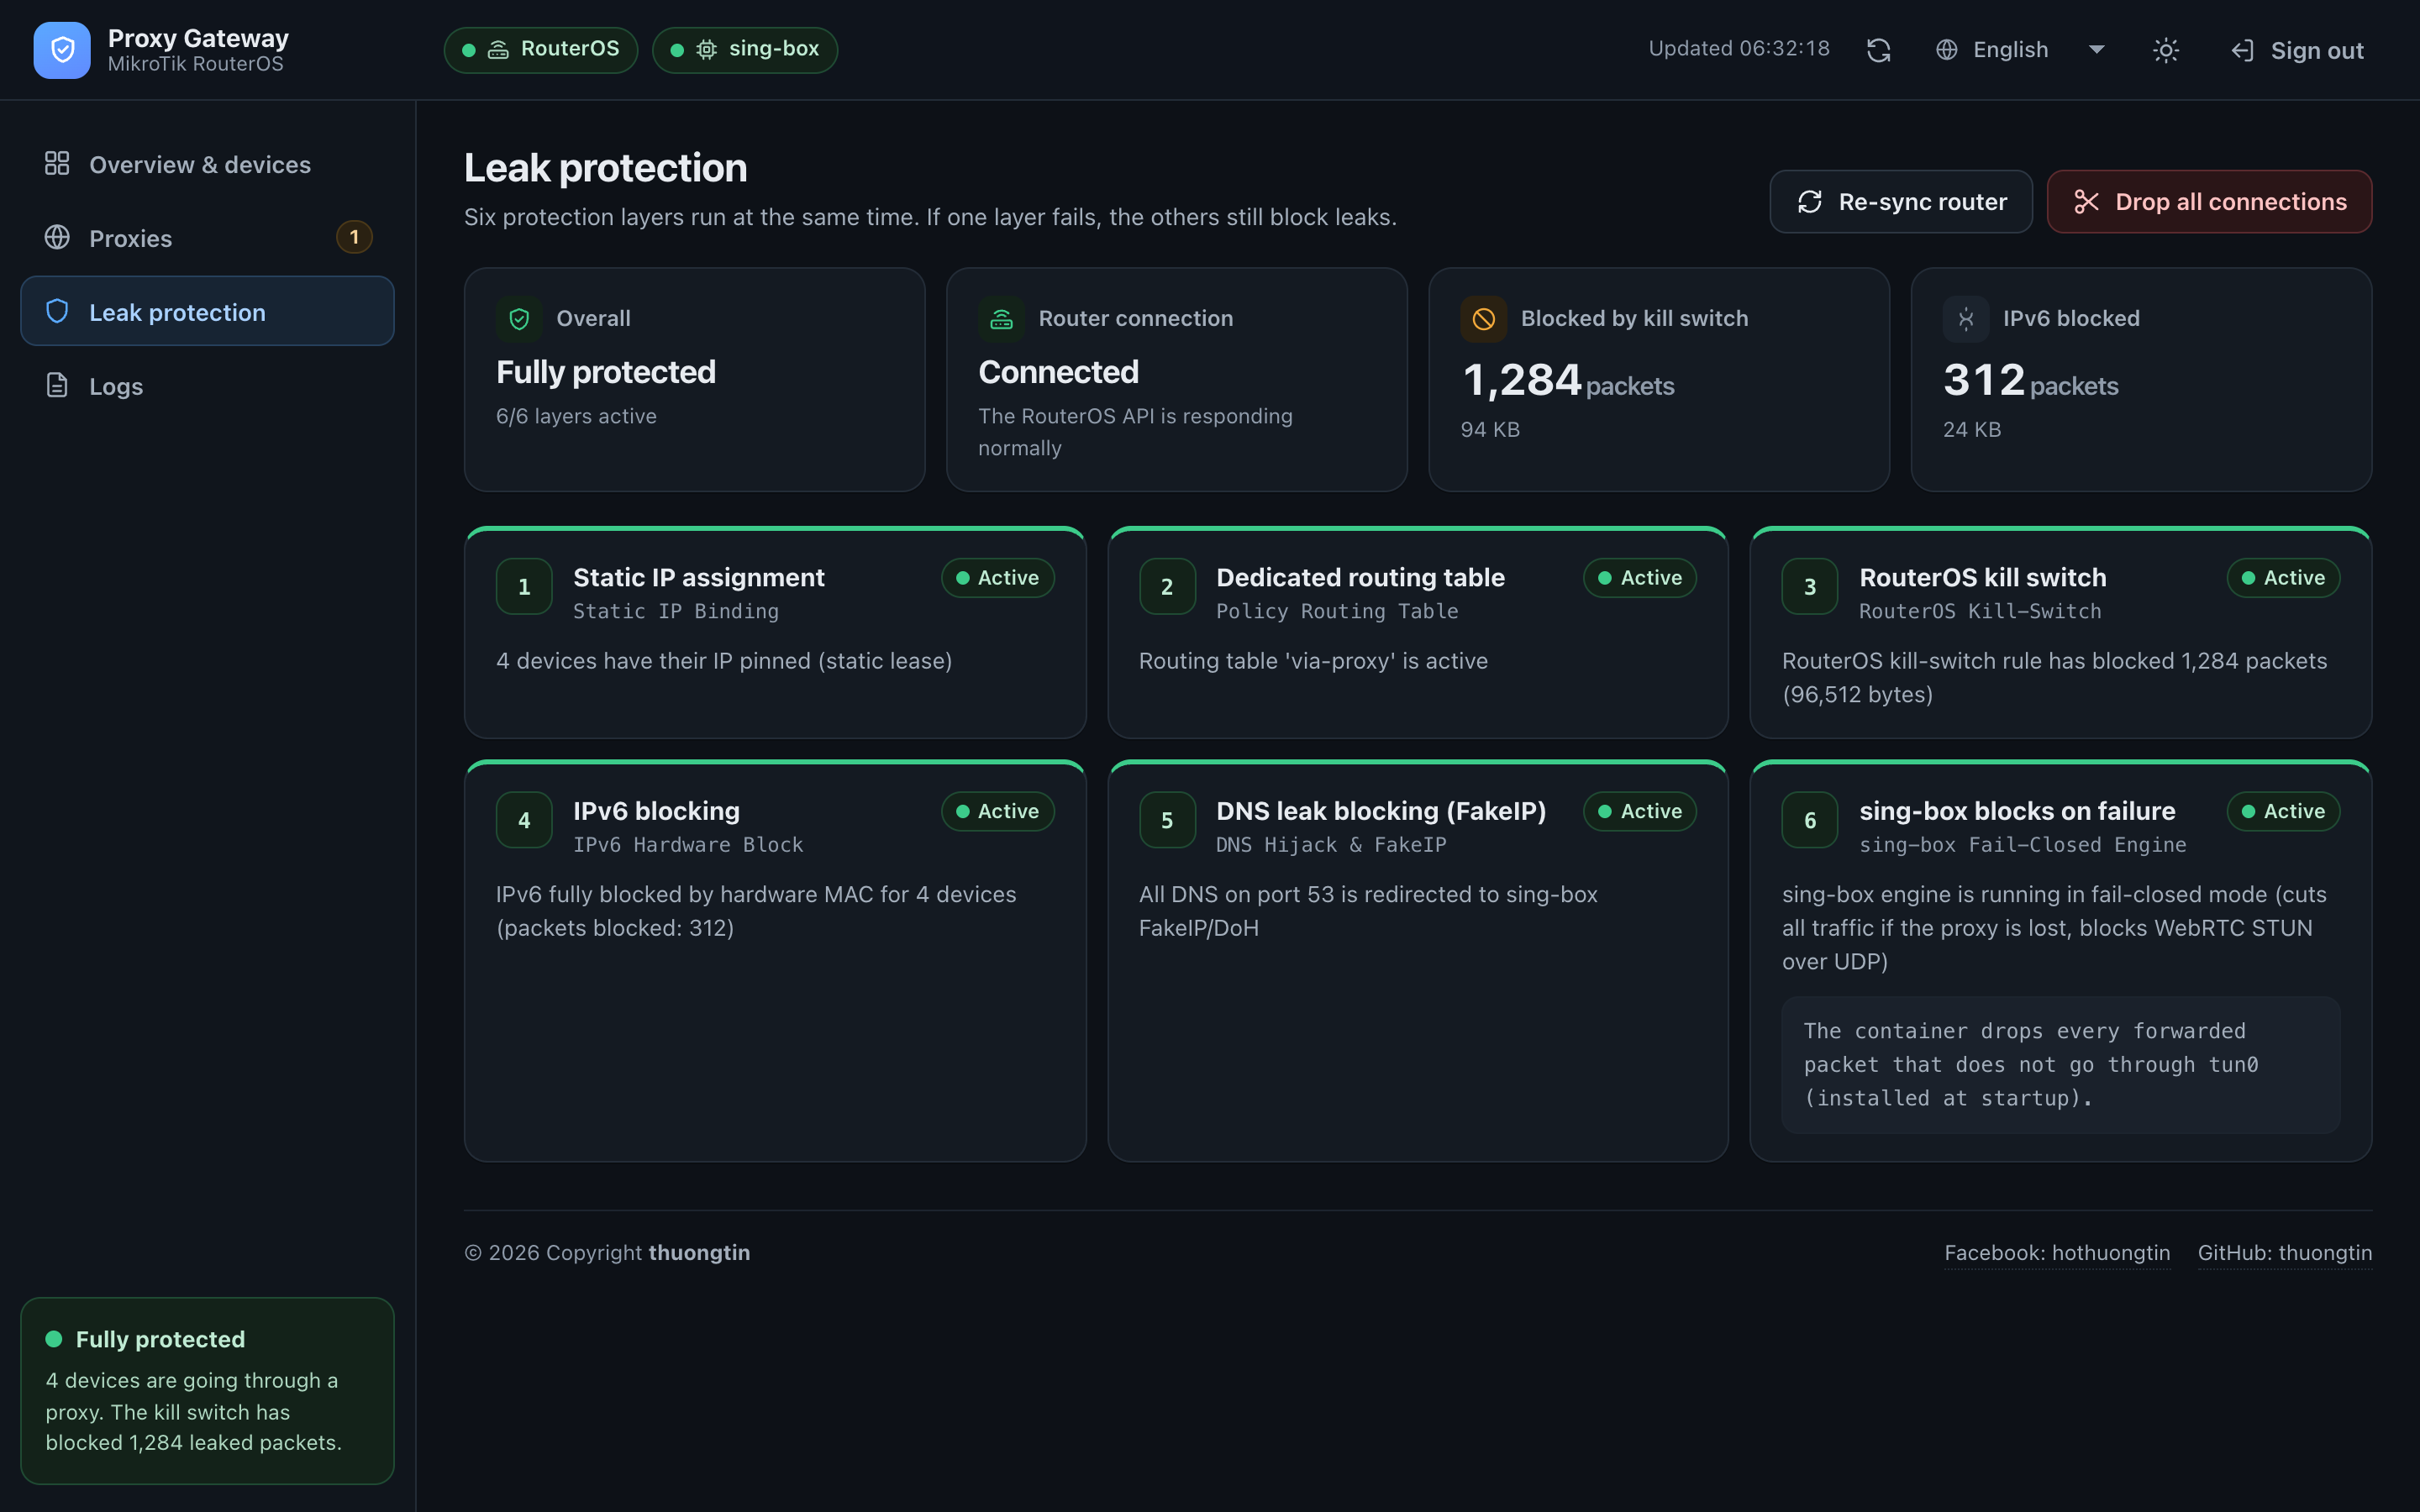 Proxy Gateway
MikroTik RouterOS
RouterOS
sing-box
Updated 06:32:18
English
Sign out
Overview & devices
Proxies
1
Leak protection
Logs
Fully protected
4 devices are going through a
proxy. The kill switch has
blocked 1,284 leaked packets.
Leak protection
Six protection layers run at the same time. If one layer fails, the others still block leaks.
Re-sync router
Drop all connections
Overall
Fully protected
6/6 layers active
Router connection
Connected
The RouterOS API is responding
normally
Blocked by kill switch
1,284 packets
94 KB
IPv6 blocked
312 packets
24 KB
1
Static IP assignment
Active
Static IP Binding
4 devices have their IP pinned (static lease)
2
Dedicated routing table
Active
Policy Routing Table
Routing table 'via-proxy' is active
3
RouterOS kill switch
Active
RouterOS Kill-Switch
RouterOS kill-switch rule has blocked 1,284 packets
(96,512 bytes)
4
IPv6 blocking
Active
IPv6 Hardware Block
IPv6 fully blocked by hardware MAC for 4 devices
(packets blocked: 312)
5
DNS leak blocking (FakeIP)
Active
DNS Hijack & FakeIP
All DNS on port 53 is redirected to sing-box
FakeIP/DoH
6
sing-box blocks on failure
Active
sing-box Fail-Closed Engine
sing-box engine is running in fail-closed mode (cuts
all traffic if the proxy is lost, blocks WebRTC STUN
over UDP)
The container drops every forwarded
packet that does not go through tun0
(installed at startup).
© 2026 Copyright thuongtin
Facebook: hothuongtin
GitHub: thuongtin